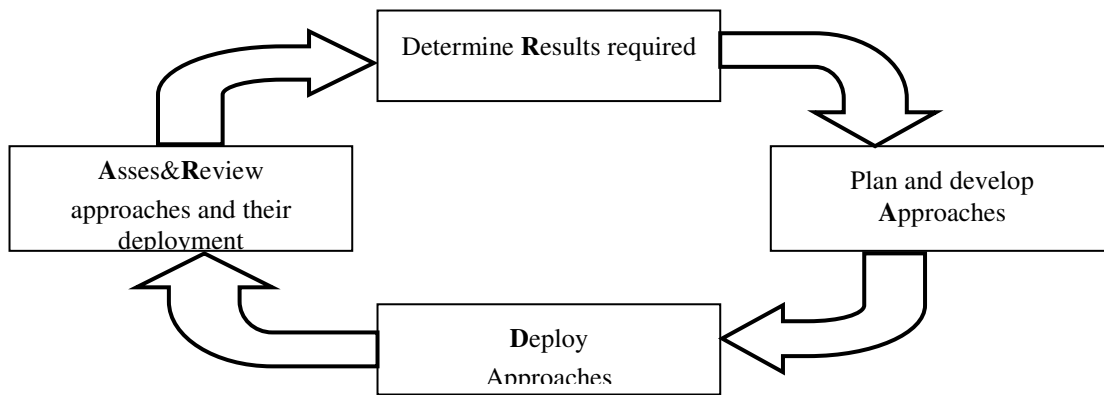 Determine Results required
Asses&Review
approaches and their
deployment
Plan and develop
Approaches
Deploy
Approaches